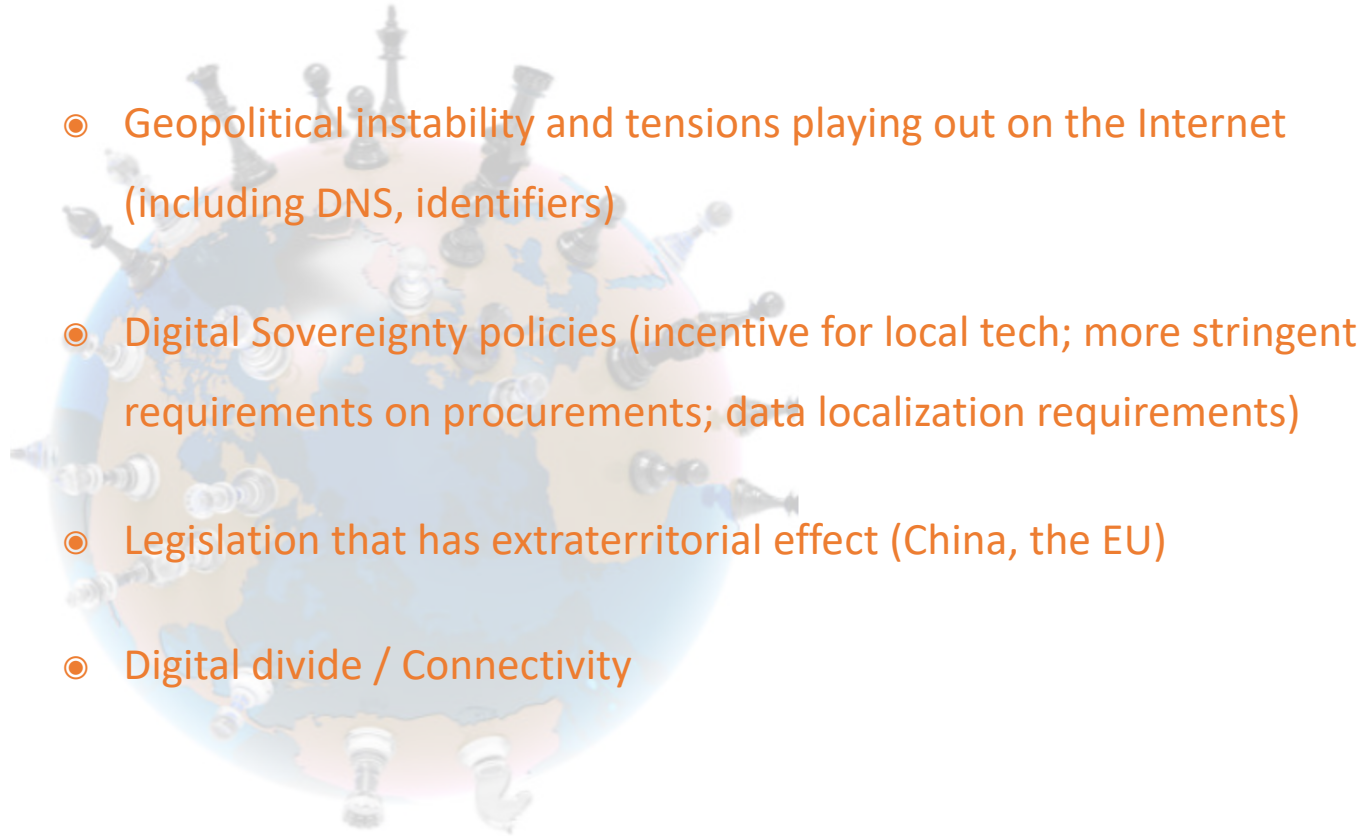 ◉ Geopolitical instability and tensions playing out on the Internet
(including DNS, identifiers)
◉ Digital Sovereignty policies (incentive for local tech; more stringent
requirements on procurements; data localization requirements)
◉ Legislation that has extraterritorial effect (China, the EU)
◉ Digital divide / Connectivity